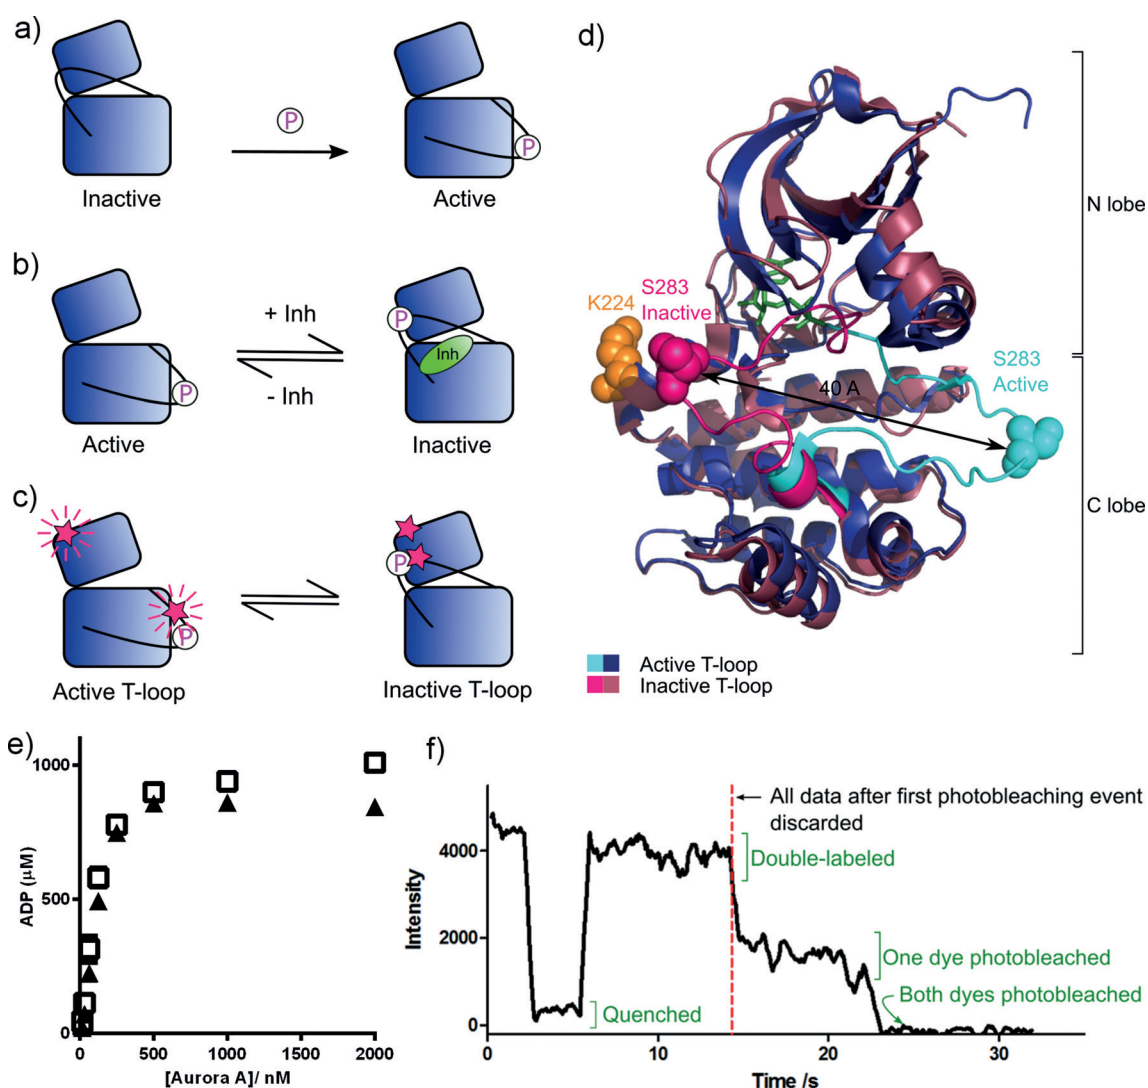 a)
P
P
Inactive
Active
b)
+ Inh
- Inh
P
P
Inh
Active
Inactive
c)
P
P
Active T-loop
Inactive T-loop
d)
N lobe
K224
S283
Inactive
S283
Active
40 A
C lobe
Active T-loop
Inactive T-loop
e)
1000
500
0
ADP (µM)
0
500
1000
1500
2000
[Aurora A]/ nM
f)
All data after first photobleaching event
discarded
Double-labeled
4000
2000
0
Intensity
One dye photobleached
Both dyes photobleached
Quenched
0
10
20
30
Time /s